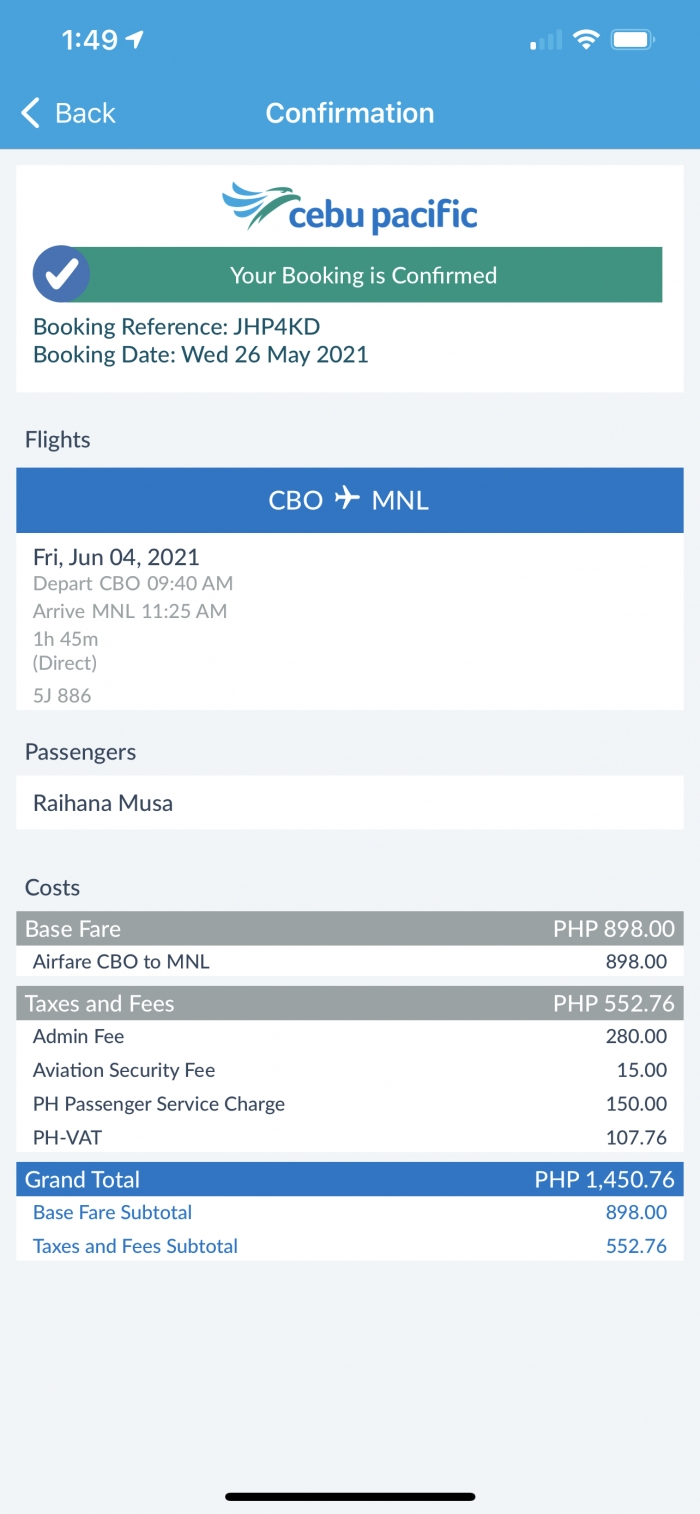 1:49
Back
Confirmation
cebu pacific
Your Booking is Confirmed
Booking Reference: JHP4KD
Booking Date: Wed 26 May 2021
Flights
CBO MNL
Fri, Jun 04, 2021
Depart CBO 09:40 AM
Arrive MNL 11:25 AM
1h 45m
(Direct)
5J 886
Passengers
Raihana Musa
Costs
Base Fare PHP 898.00
Airfare CBO to MNL 898.00
Taxes and Fees PHP 552.76
Admin Fee 280.00
Aviation Security Fee 15.00
PH Passenger Service Charge 150.00
PH-VAT 107.76
Grand Total PHP 1,450.76
Base Fare Subtotal 898.00
Taxes and Fees Subtotal 552.76